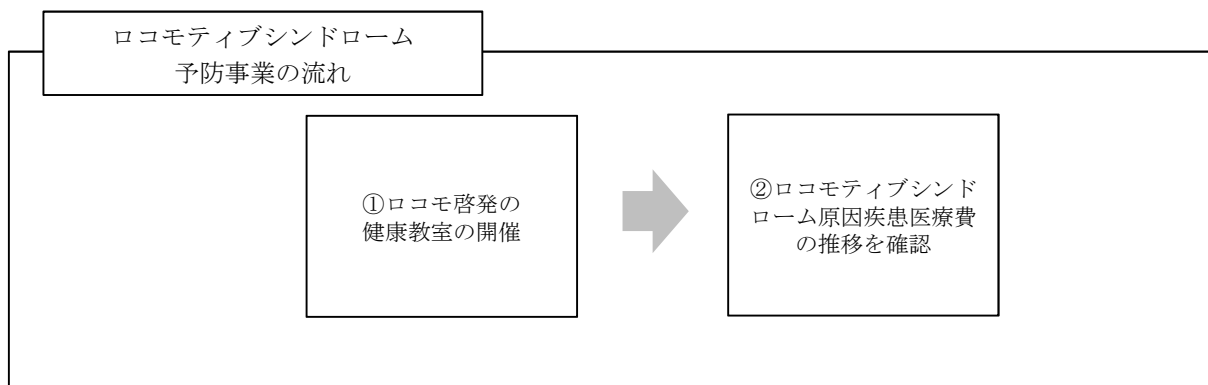 ロコモティブシンドローム
予防事業の流れ
①ロコモ啓発の
健康教室の開催
②ロコモティブシンド
ローム原因疾患医療費
の推移を確認